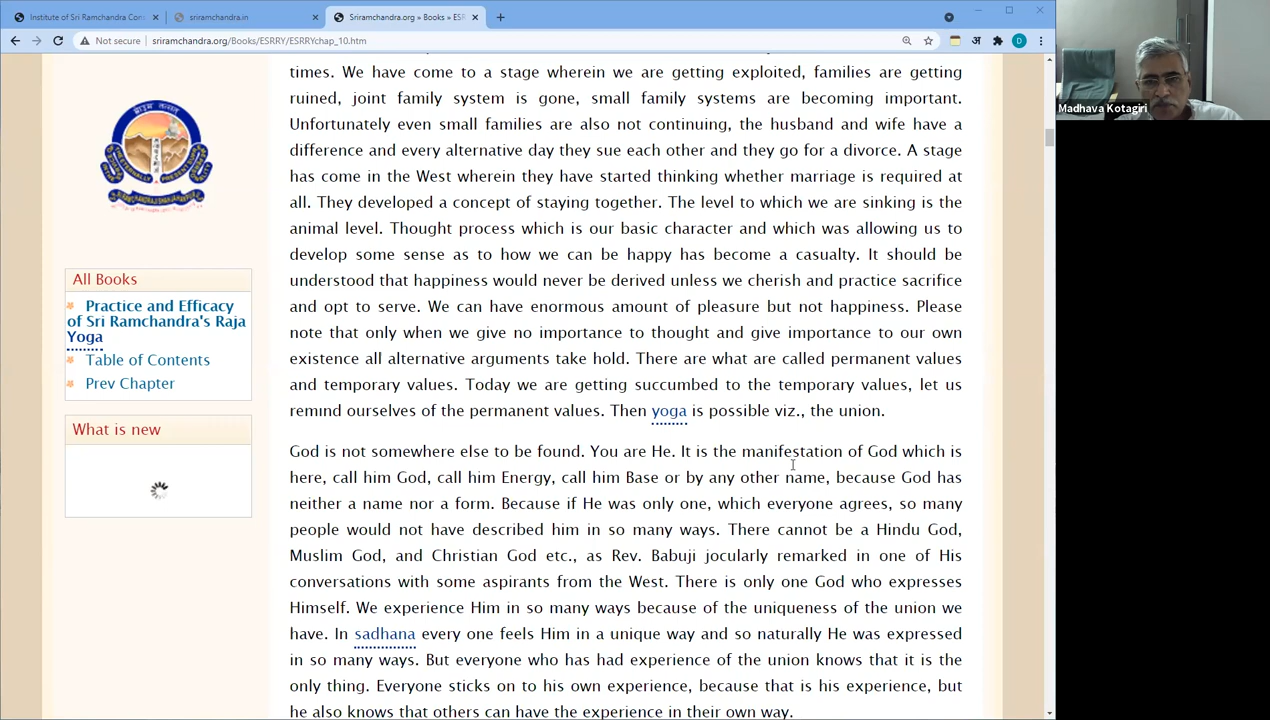 Institute of Sri Ramchandra Con
sriramchandra.in
Sriramchandra.org » Books » ESR
Not secure
sriramchandra.org/Books/ESRRY/ESRRYchap_10.htm
अ
D
Madhava Kotagiri
times. We have come to a stage wherein we are getting exploited, families are getting
ruined, joint family system is gone, small family systems are becoming important.
Unfortunately even small families are also not continuing, the husband and wife have a
difference and every alternative day they sue each other and they go for a divorce. A stage
has come in the West wherein they have started thinking whether marriage is required at
all. They developed a concept of staying together. The level to which we are sinking is the
animal level. Thought process which is our basic character and which was allowing us to
develop some sense as to how we can be happy has become a casualty. It should be
understood that happiness would never be derived unless we cherish and practice sacrifice
and opt to serve. We can have enormous amount of pleasure but not happiness. Please
note that only when we give no importance to thought and give importance to our own
existence all alternative arguments take hold. There are what are called permanent values
and temporary values. Today we are getting succumbed to the temporary values, let us
remind ourselves of the permanent values. Then yoga is possible viz., the union.
God is not somewhere else to be found. You are He. It is the manifestation of God which is
here, call him God, call him Energy, call him Base or by any other name, because God has
neither a name nor a form. Because if He was only one, which everyone agrees, so many
people would not have described him in so many ways. There cannot be a Hindu God,
Muslim God, and Christian God etc., as Rev. Babuji jocularly remarked in one of His
conversations with some aspirants from the West. There is only one God who expresses
Himself. We experience Him in so many ways because of the uniqueness of the union we
have. In sadhana every one feels Him in a unique way and so naturally He was expressed
in so many ways. But everyone who has had experience of the union knows that it is the
only thing. Everyone sticks on to his own experience, because that is his experience, but
he also knows that others can have the experience in their own way.
All Books
Practice and Efficacy
of Sri Ramchandra's Raja
Yoga
Table of Contents
Prev Chapter
What is new